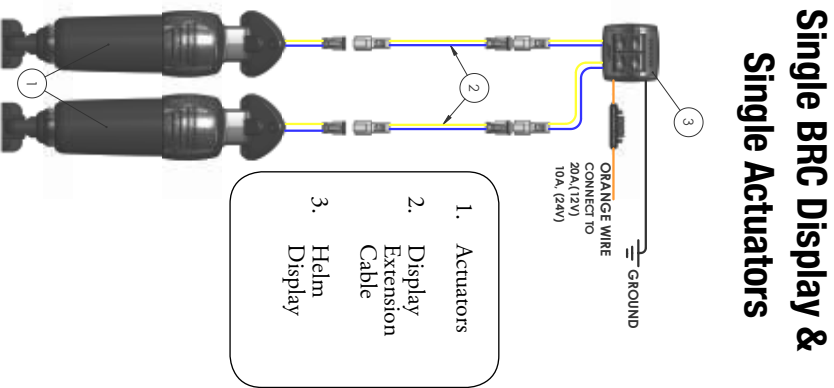 Single BRC Display &
Single Actuators
3
GROUND
ORANGE WIRE
CONNECT TO
20A,(12V)
10A, (24V)
2
1
1. Actuators
2. Display
Extension
Cable
3. Helm
Display